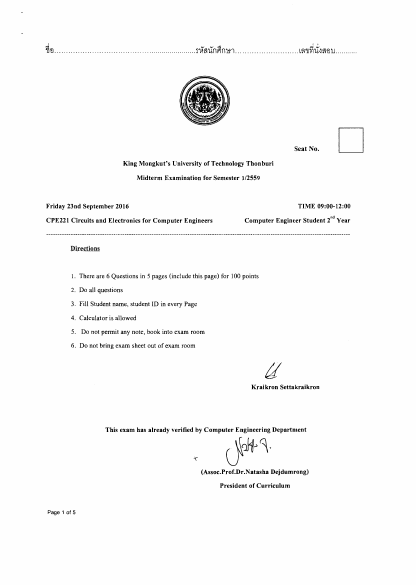 ชื่อ............................................................รหัสนักศึกษา............................เลขที่นั่งสอบ..........
Seat No.
King Mongkut's University of Technology Thonburi
Midterm Examination for Semester 1/2559
Friday 23nd September 2016 TIME 09:00-12:00
CPE221 Circuits and Electronics for Computer Engineers Computer Engineer Student 2nd Year
Directions
1. There are 6 Questions in 5 pages (include this page) for 100 points
2. Do all questions
3. Fill Student name, student ID in every Page
4. Calculator is allowed
5. Do not permit any note, book into exam room
6. Do not bring exam sheet out of exam room
Kraikron Settakraikron
This exam has already verified by Computer Engineering Department
(Assoc.Prof.Dr.Natasha Dejdumrong)
President of Curriculum
Page 1 of 5